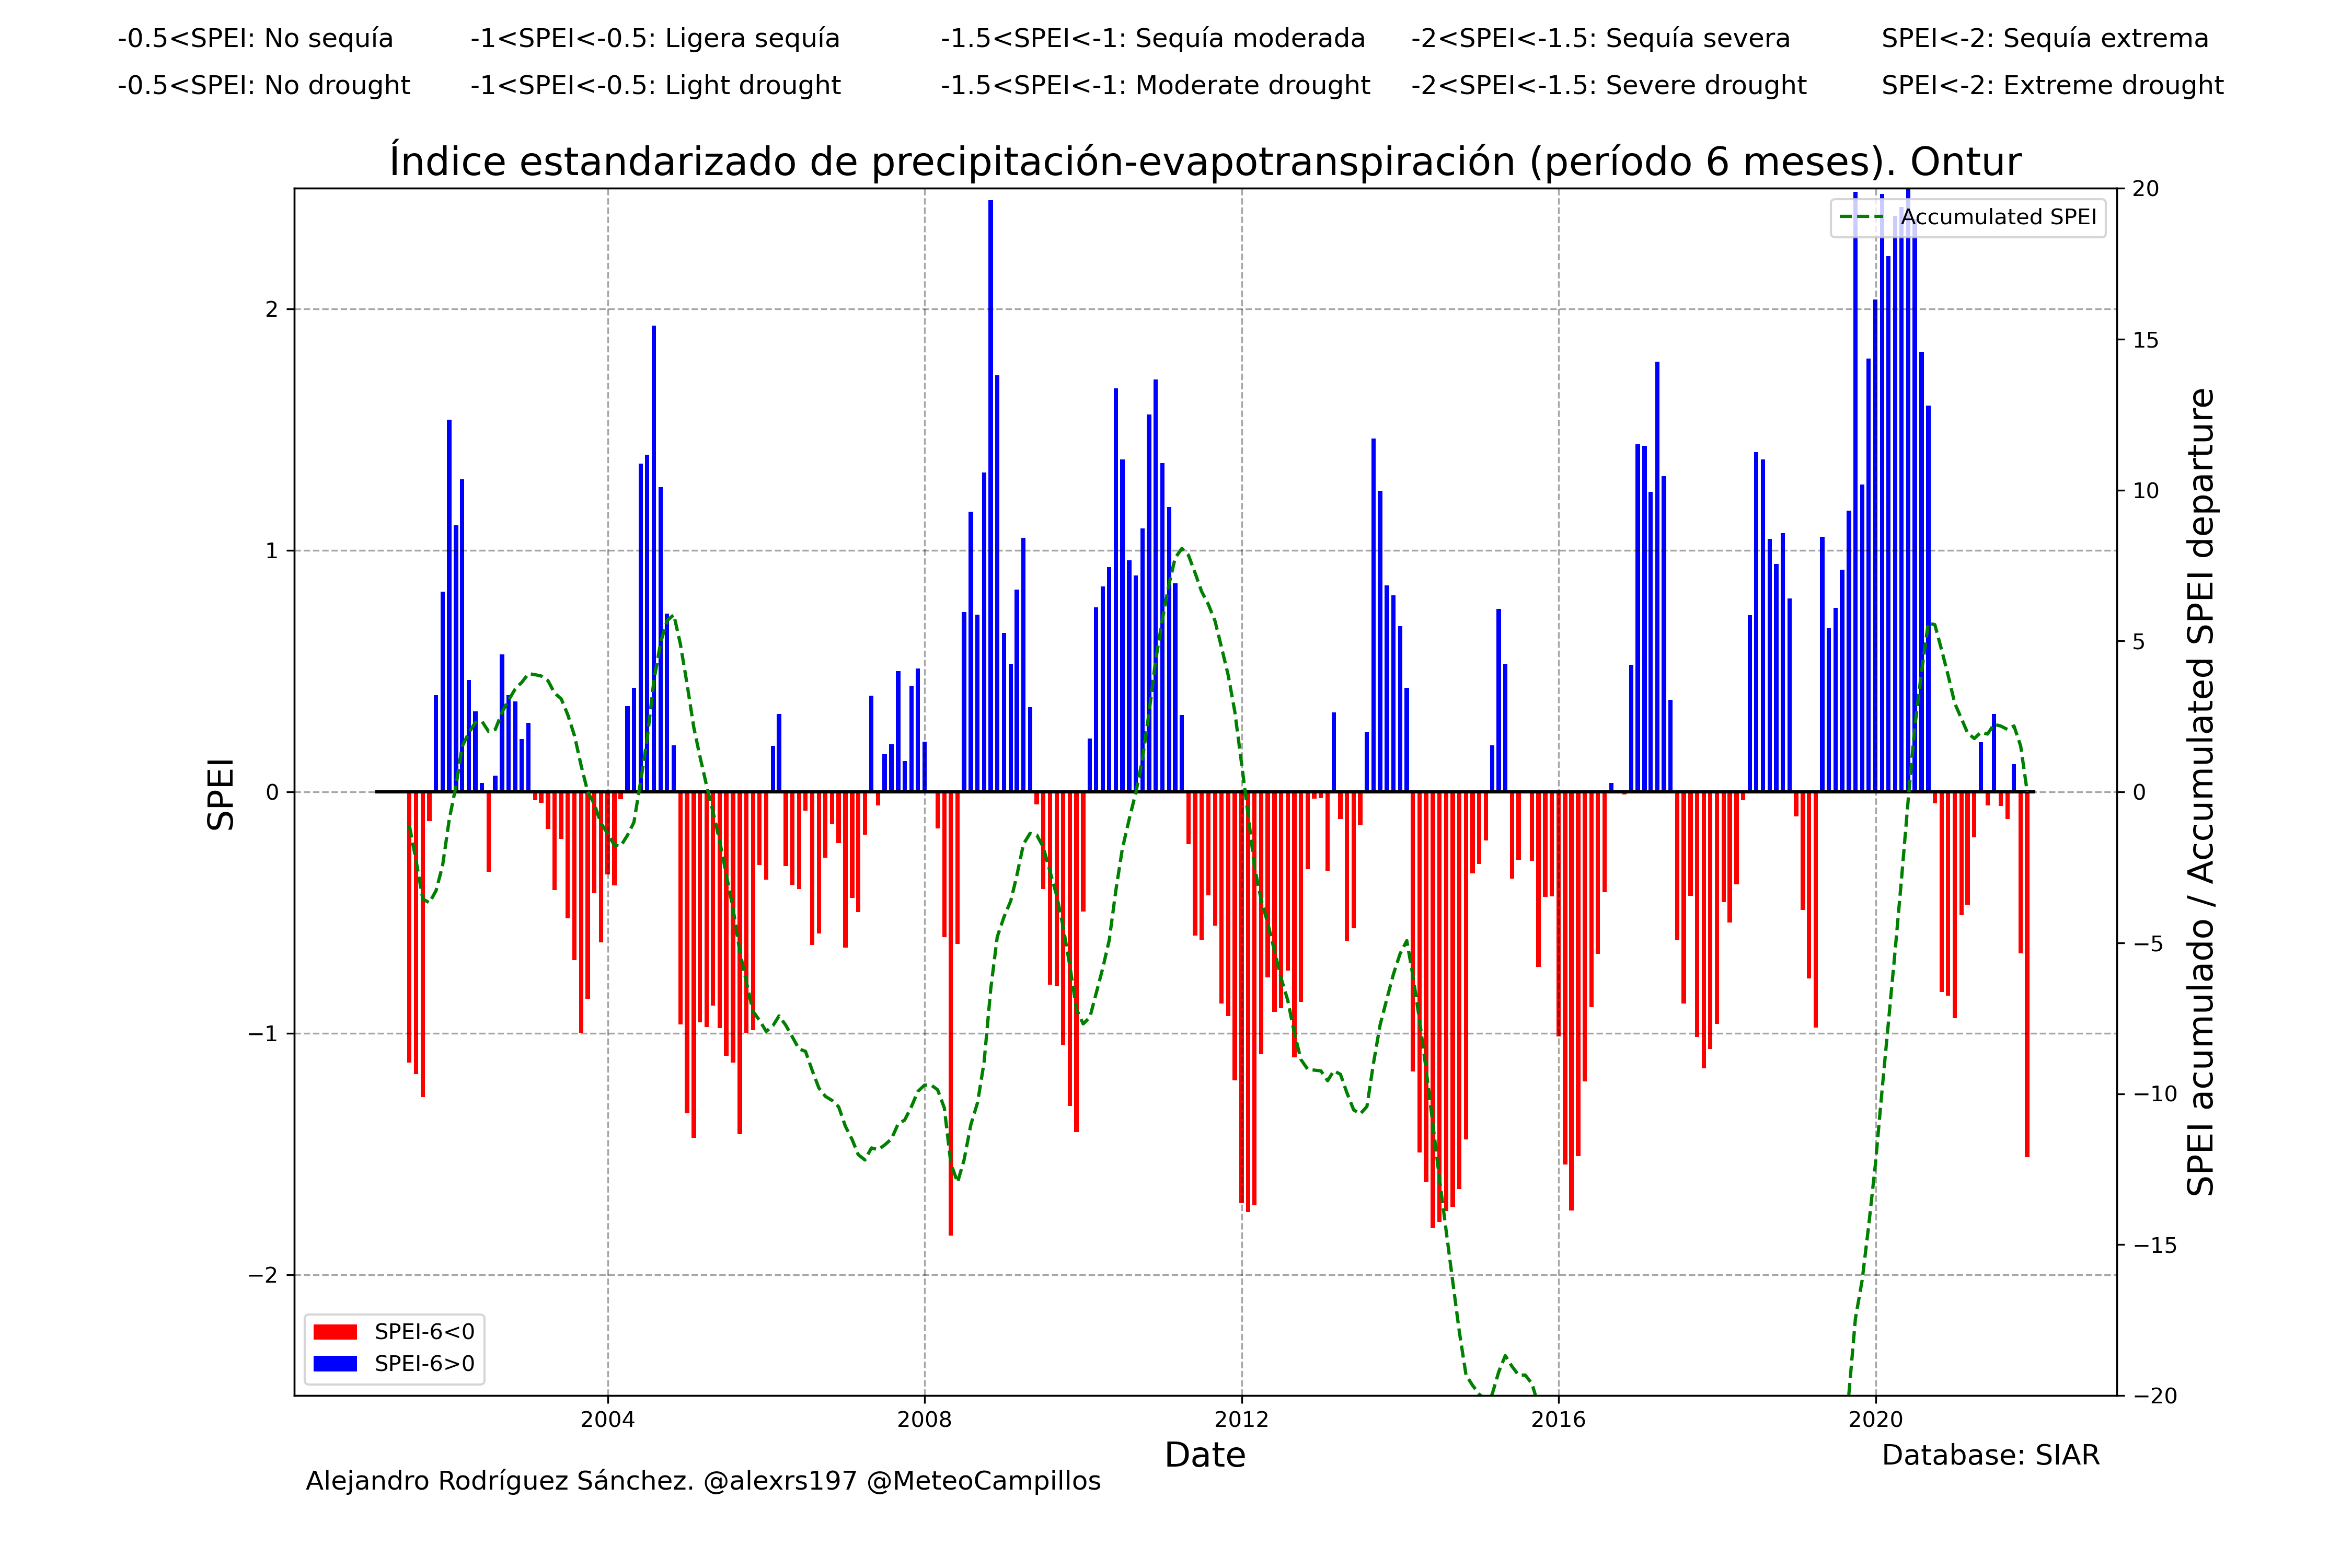 -0.5<SPEI: No sequía -1<SPEI<-0.5: Ligera sequía -1.5<SPEI<-1: Sequía moderada -2<SPEI<-1.5: Sequía severa SPEI<-2: Sequía extrema
-0.5<SPEI: No drought -1<SPEI<-0.5: Light drought -1.5<SPEI<-1: Moderate drought -2<SPEI<-1.5: Severe drought SPEI<-2: Extreme drought
Índice estandarizado de precipitación-evapotranspiración (período 6 meses). Ontur
Accumulated SPEI
SPEI
2
1
0
−1
−2
20
15
10
5
0
−5
−10
−15
−20
SPEI acumulado / Accumulated SPEI departure
SPEI-6<0
SPEI-6>0
2004 2008 2012 2016 2020
Date
Database: SIAR
Alejandro Rodríguez Sánchez. @alexrs197 @MeteoCampillos